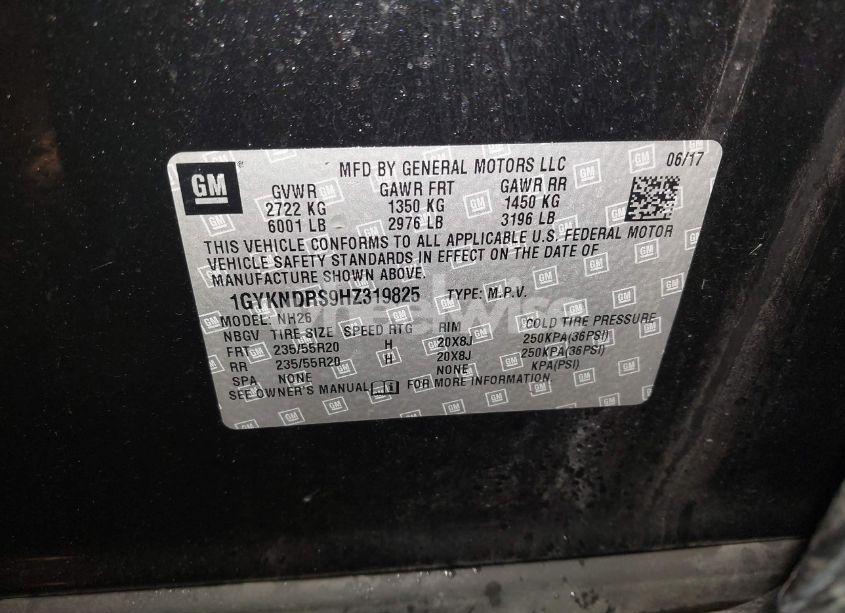 GM
MFD BY GENERAL MOTORS LLC 06/17
GVWR GAWR FRT GAWR RR
2722 KG 1350 KG 1450 KG
6001 LB 2976 LB 3196 LB
THIS VEHICLE CONFORMS TO ALL APPLICABLE U.S. FEDERAL MOTOR
VEHICLE SAFETY STANDARDS IN EFFECT ON THE DATE OF
MANUFACTURE SHOWN ABOVE.
1GYKNDRS9HZ319825 TYPE: M.P.V.
MODEL: NH26
NBGV TIRE SIZE SPEED RTG RIM COLD TIRE PRESSURE
FRT 235/55R20 H 20X8J 250KPA(36PSI)
RR 235/55R20 H 20X8J 250KPA(36PSI)
SPA NONE NONE KPA(PSI)
SEE OWNER'S MANUAL FOR MORE INFORMATION.